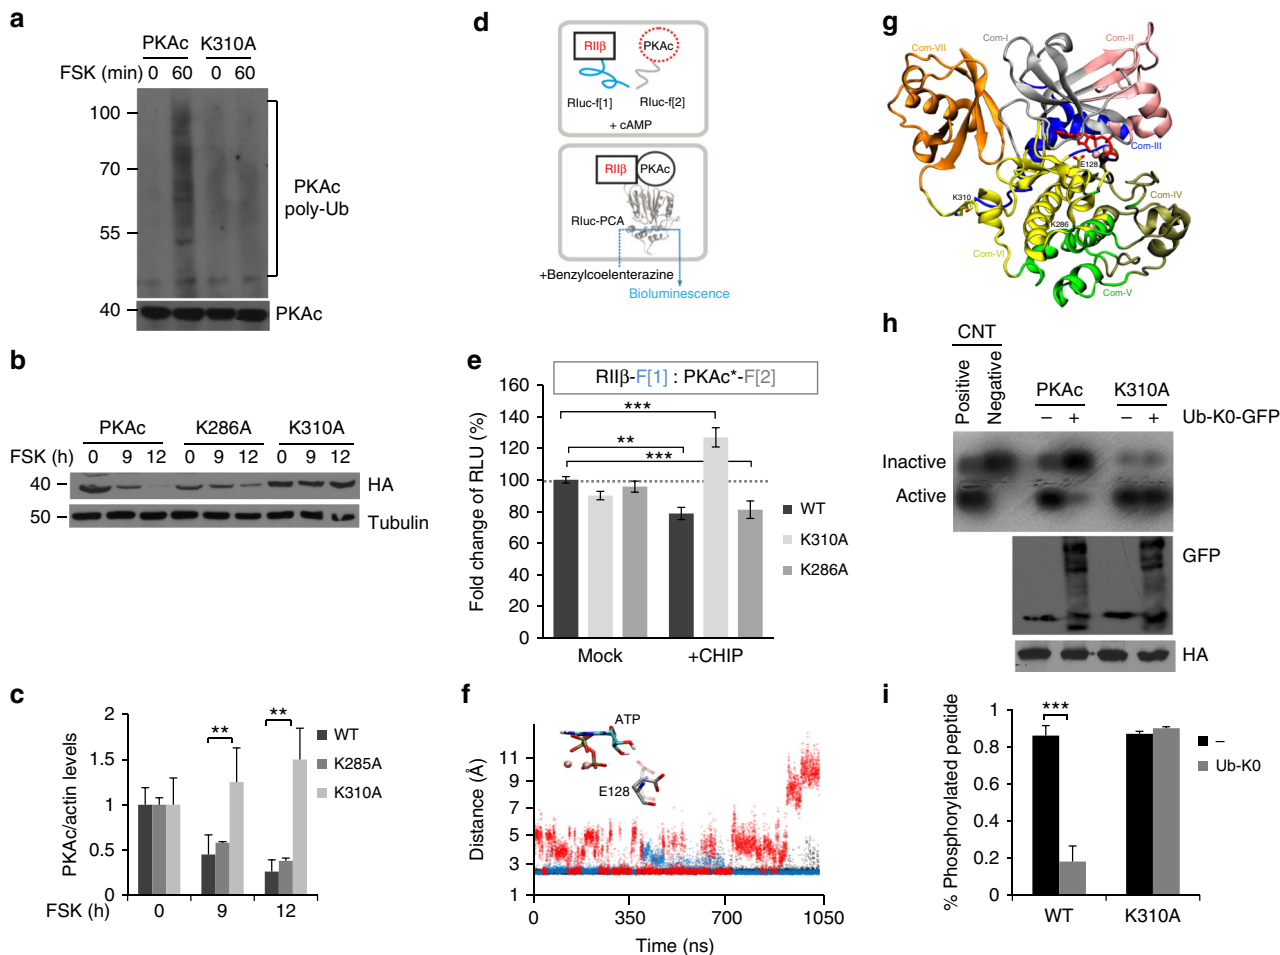 a
PKAc K310A
FSK (min) 0 60 0 60
100
70
55
40
PKAc
poly-Ub
PKAc
b
PKAc K286A K310A
FSK (h) 0 9 12 0 9 12 0 9 12
40 HA
50 Tubulin
c
PKAc/actin levels
2
1.5
1
0.5
0
** **
WT
K285A
K310A
FSK (h) 0 9 12
d
RIIβ PKAc
Rluc-f[1] Rluc-f[2]
+ cAMP
RIIβ PKAc
Rluc-PCA
+Benzylcoelenterazine
Bioluminescence
e
RIIβ-F[1] : PKAc*-F[2]
Fold change of RLU (%)
160
140
120
100
80
60
40
20
0
***
**
***
WT
K310A
K286A
Mock +CHIP
f
ATP
E128
Distance (Å)
11
9
7
5
3
1
0 350 700 1050
Time (ns)
g
Com-VII
Com-I
Com-II
Com-III
E128
K310
Com-IV
K286
Com-VI
Com-V
h
CNT
Positive
Negative
PKAc K310A
– + – + Ub-K0-GFP
Inactive
Active
GFP
HA
i
% Phosphorylated peptide
1
0.8
0.6
0.4
0.2
0
***
–
Ub-K0
WT K310A